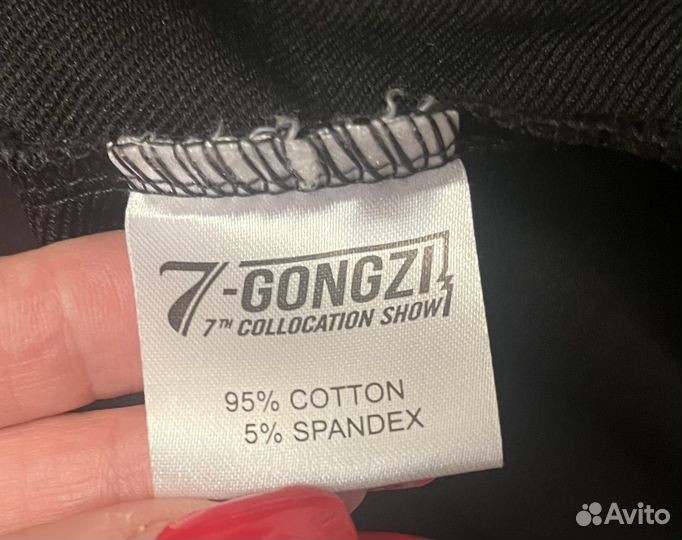 7-GONGZI
7TH COLLOCATION SHOW
95% COTTON
5% SPANDEX
Avito